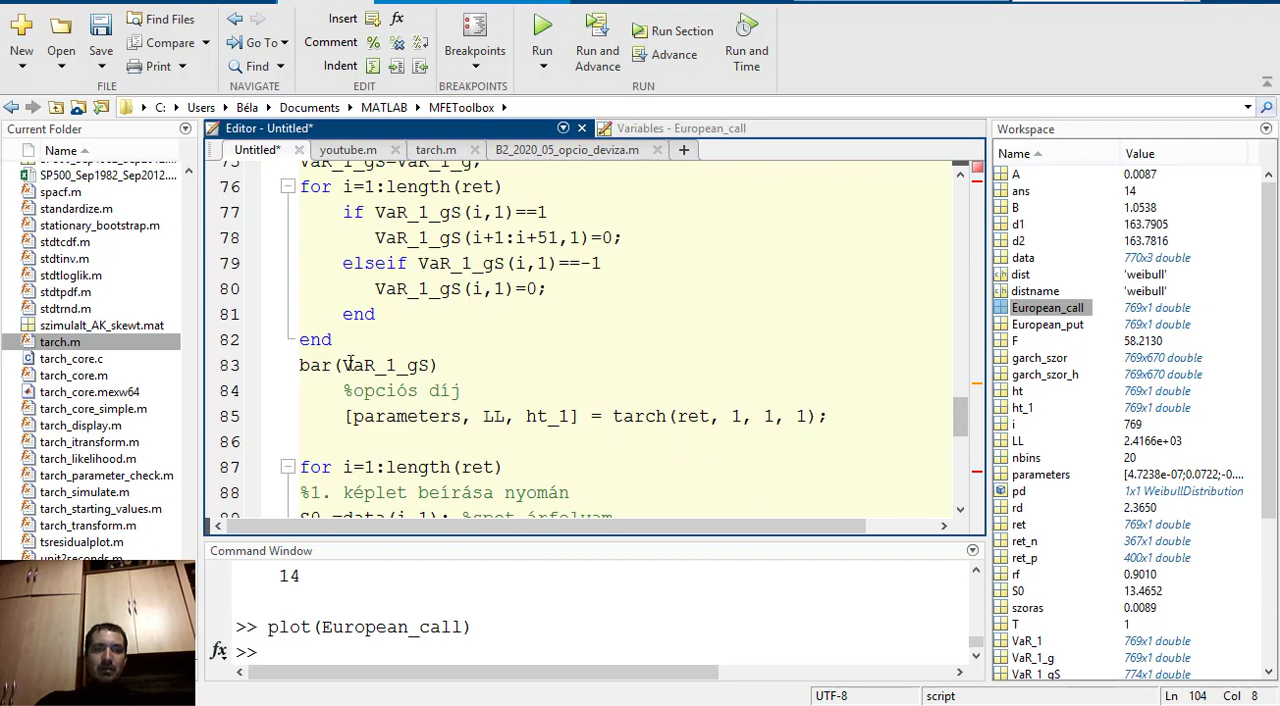 Insert fx
Find Files
Compare
Print
New Open Save
Go To
Find
Comment
Indent
Breakpoints
Run
Run and
Advance
Run Section
Advance
Run and
Time
FILE NAVIGATE EDIT BREAKPOINTS RUN
C: Users Béla Documents MATLAB MFEToolbox
Current Folder
Name
SP500_Sep1982_Sep2012.
spacf.m
standardize.m
stationary_bootstrap.m
stdtcdf.m
stdtinv.m
stdtloglik.m
stdtpdf.m
stdtrnd.m
szimulalt_AK_skewt.mat
tarch.m
tarch_core.c
tarch_core.m
tarch_core.mexw64
tarch_core_simple.m
tarch_display.m
tarch_itransform.m
tarch_likelihood.m
tarch_parameter_check.m
tarch_simulate.m
tarch_starting_values.m
tarch_transform.m
tsresidualplot.m
unit2seconds.m
Editor - Untitled*
Variables - European_call
Untitled* youtube.m tarch.m B2_2020_05_opcio_deviza.m
75 VaR_1_gS=VaR_1_g;
76 for i=1:length(ret)
77 if VaR_1_gS(i,1)==1
78 VaR_1_gS(i+1:i+51,1)=0;
79 elseif VaR_1_gS(i,1)==-1
80 VaR_1_gS(i,1)=0;
81 end
82 end
83 bar(VaR_1_gS)
84 %opciós díj
85 [parameters, LL, ht_1] = tarch(ret, 1, 1, 1);
86
87 for i=1:length(ret)
88 %1. képlet beírása nyomán
89 S0 =data(i,1); %spot árfolyam
Command Window
14
>> plot(European_call)
fx >>
Workspace
Name Value
A 0.0087
ans 14
B 1.0538
d1 163.7905
d2 163.7816
data 770x3 double
dist 'weibull'
distname 'weibull'
European_call 769x1 double
European_put 769x1 double
F 58.2130
garch_szor 769x670 double
garch_szor_h 769x670 double
ht 769x1 double
ht_1 769x1 double
i 769
LL 2.4166e+03
nbins 20
parameters [4.7238e-07;0.0722;-0....
pd 1x1 WeibullDistribution
rd 2.3650
ret 769x1 double
ret_n 367x1 double
ret_p 400x1 double
rf 0.9010
S0 13.4652
szoras 0.0089
T 1
VaR_1 769x1 double
VaR_1_g 769x1 double
VaR_1_gS 774x1 double
UTF-8 script Ln 104 Col 8